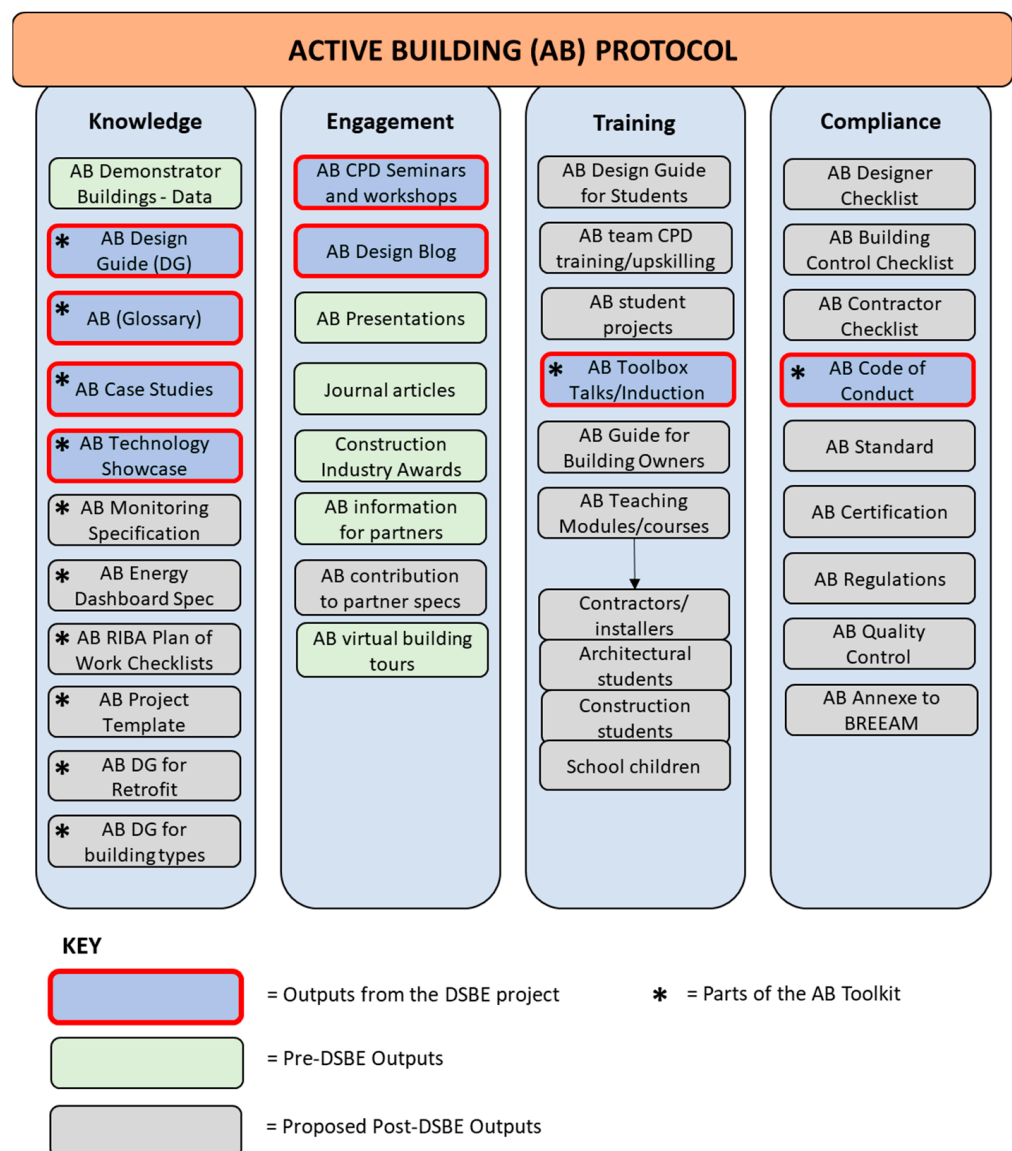 ACTIVE BUILDING (AB) PROTOCOL
Knowledge
AB Demonstrator
Buildings - Data
* AB Design
Guide (DG)
* AB (Glossary)
* AB Case Studies
* AB Technology
Showcase
* AB Monitoring
Specification
* AB Energy
Dashboard Spec
* AB RIBA Plan of
Work Checklists
* AB Project
Template
* AB DG for
Retrofit
* AB DG for
building types
Engagement
AB CPD Seminars
and workshops
AB Design Blog
AB Presentations
Journal articles
Construction
Industry Awards
AB information
for partners
AB contribution
to partner specs
AB virtual building
tours
Training
AB Design Guide
for Students
AB team CPD
training/upskilling
AB student
projects
* AB Toolbox
Talks/Induction
AB Guide for
Building Owners
AB Teaching
Modules/courses
Contractors/
installers
Architectural
students
Construction
students
School children
Compliance
AB Designer
Checklist
AB Building
Control Checklist
AB Contractor
Checklist
* AB Code of
Conduct
AB Standard
AB Certification
AB Regulations
AB Quality
Control
AB Annexe to
BREEAM
KEY
= Outputs from the DSBE project
* = Parts of the AB Toolkit
= Pre-DSBE Outputs
= Proposed Post-DSBE Outputs